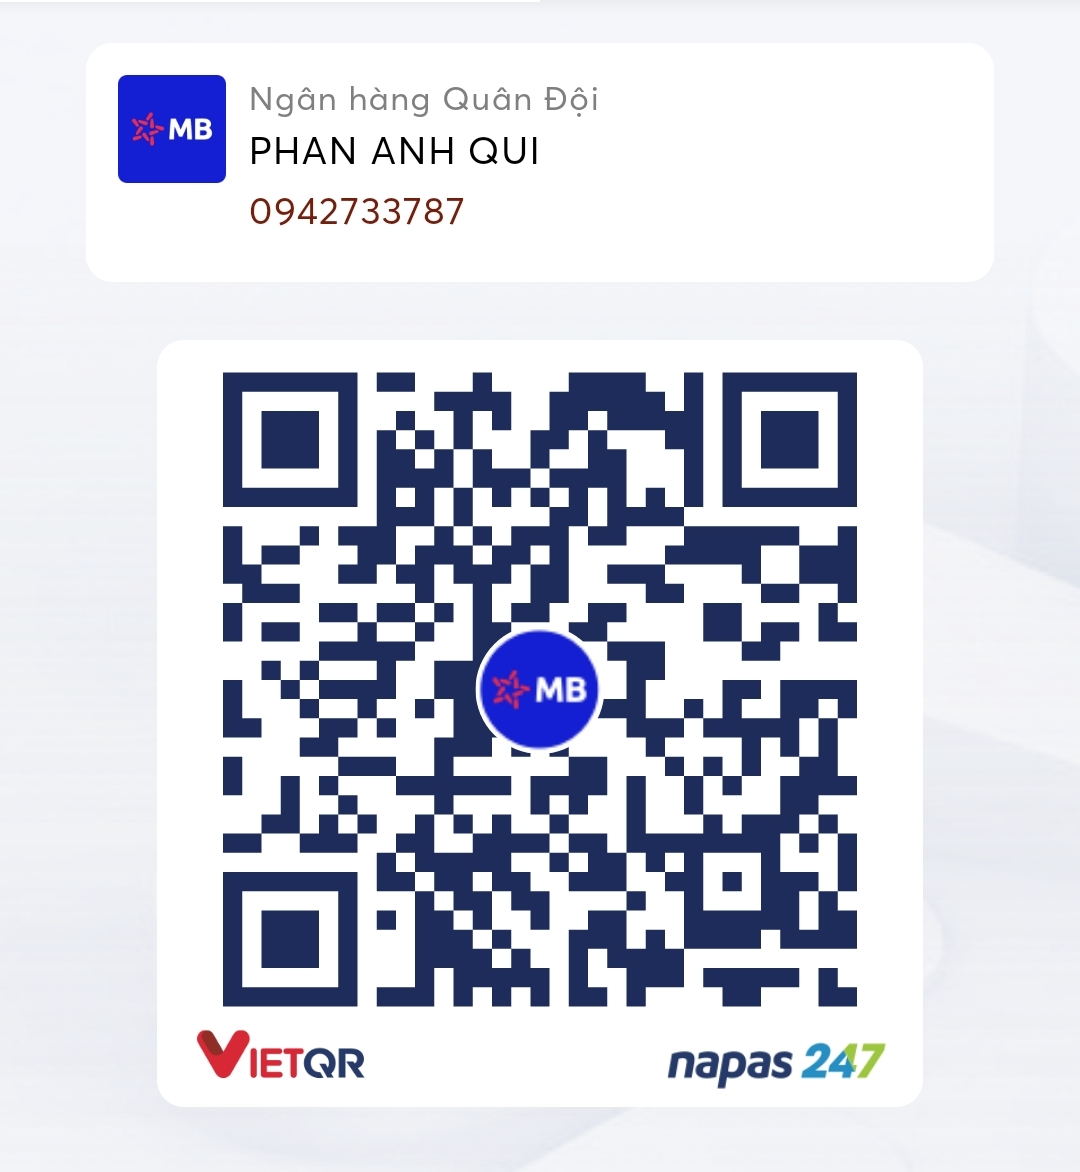 MB
Ngân hàng Quân Đội
PHAN ANH QUI
0942733787
MB
VIETQR
napas 247